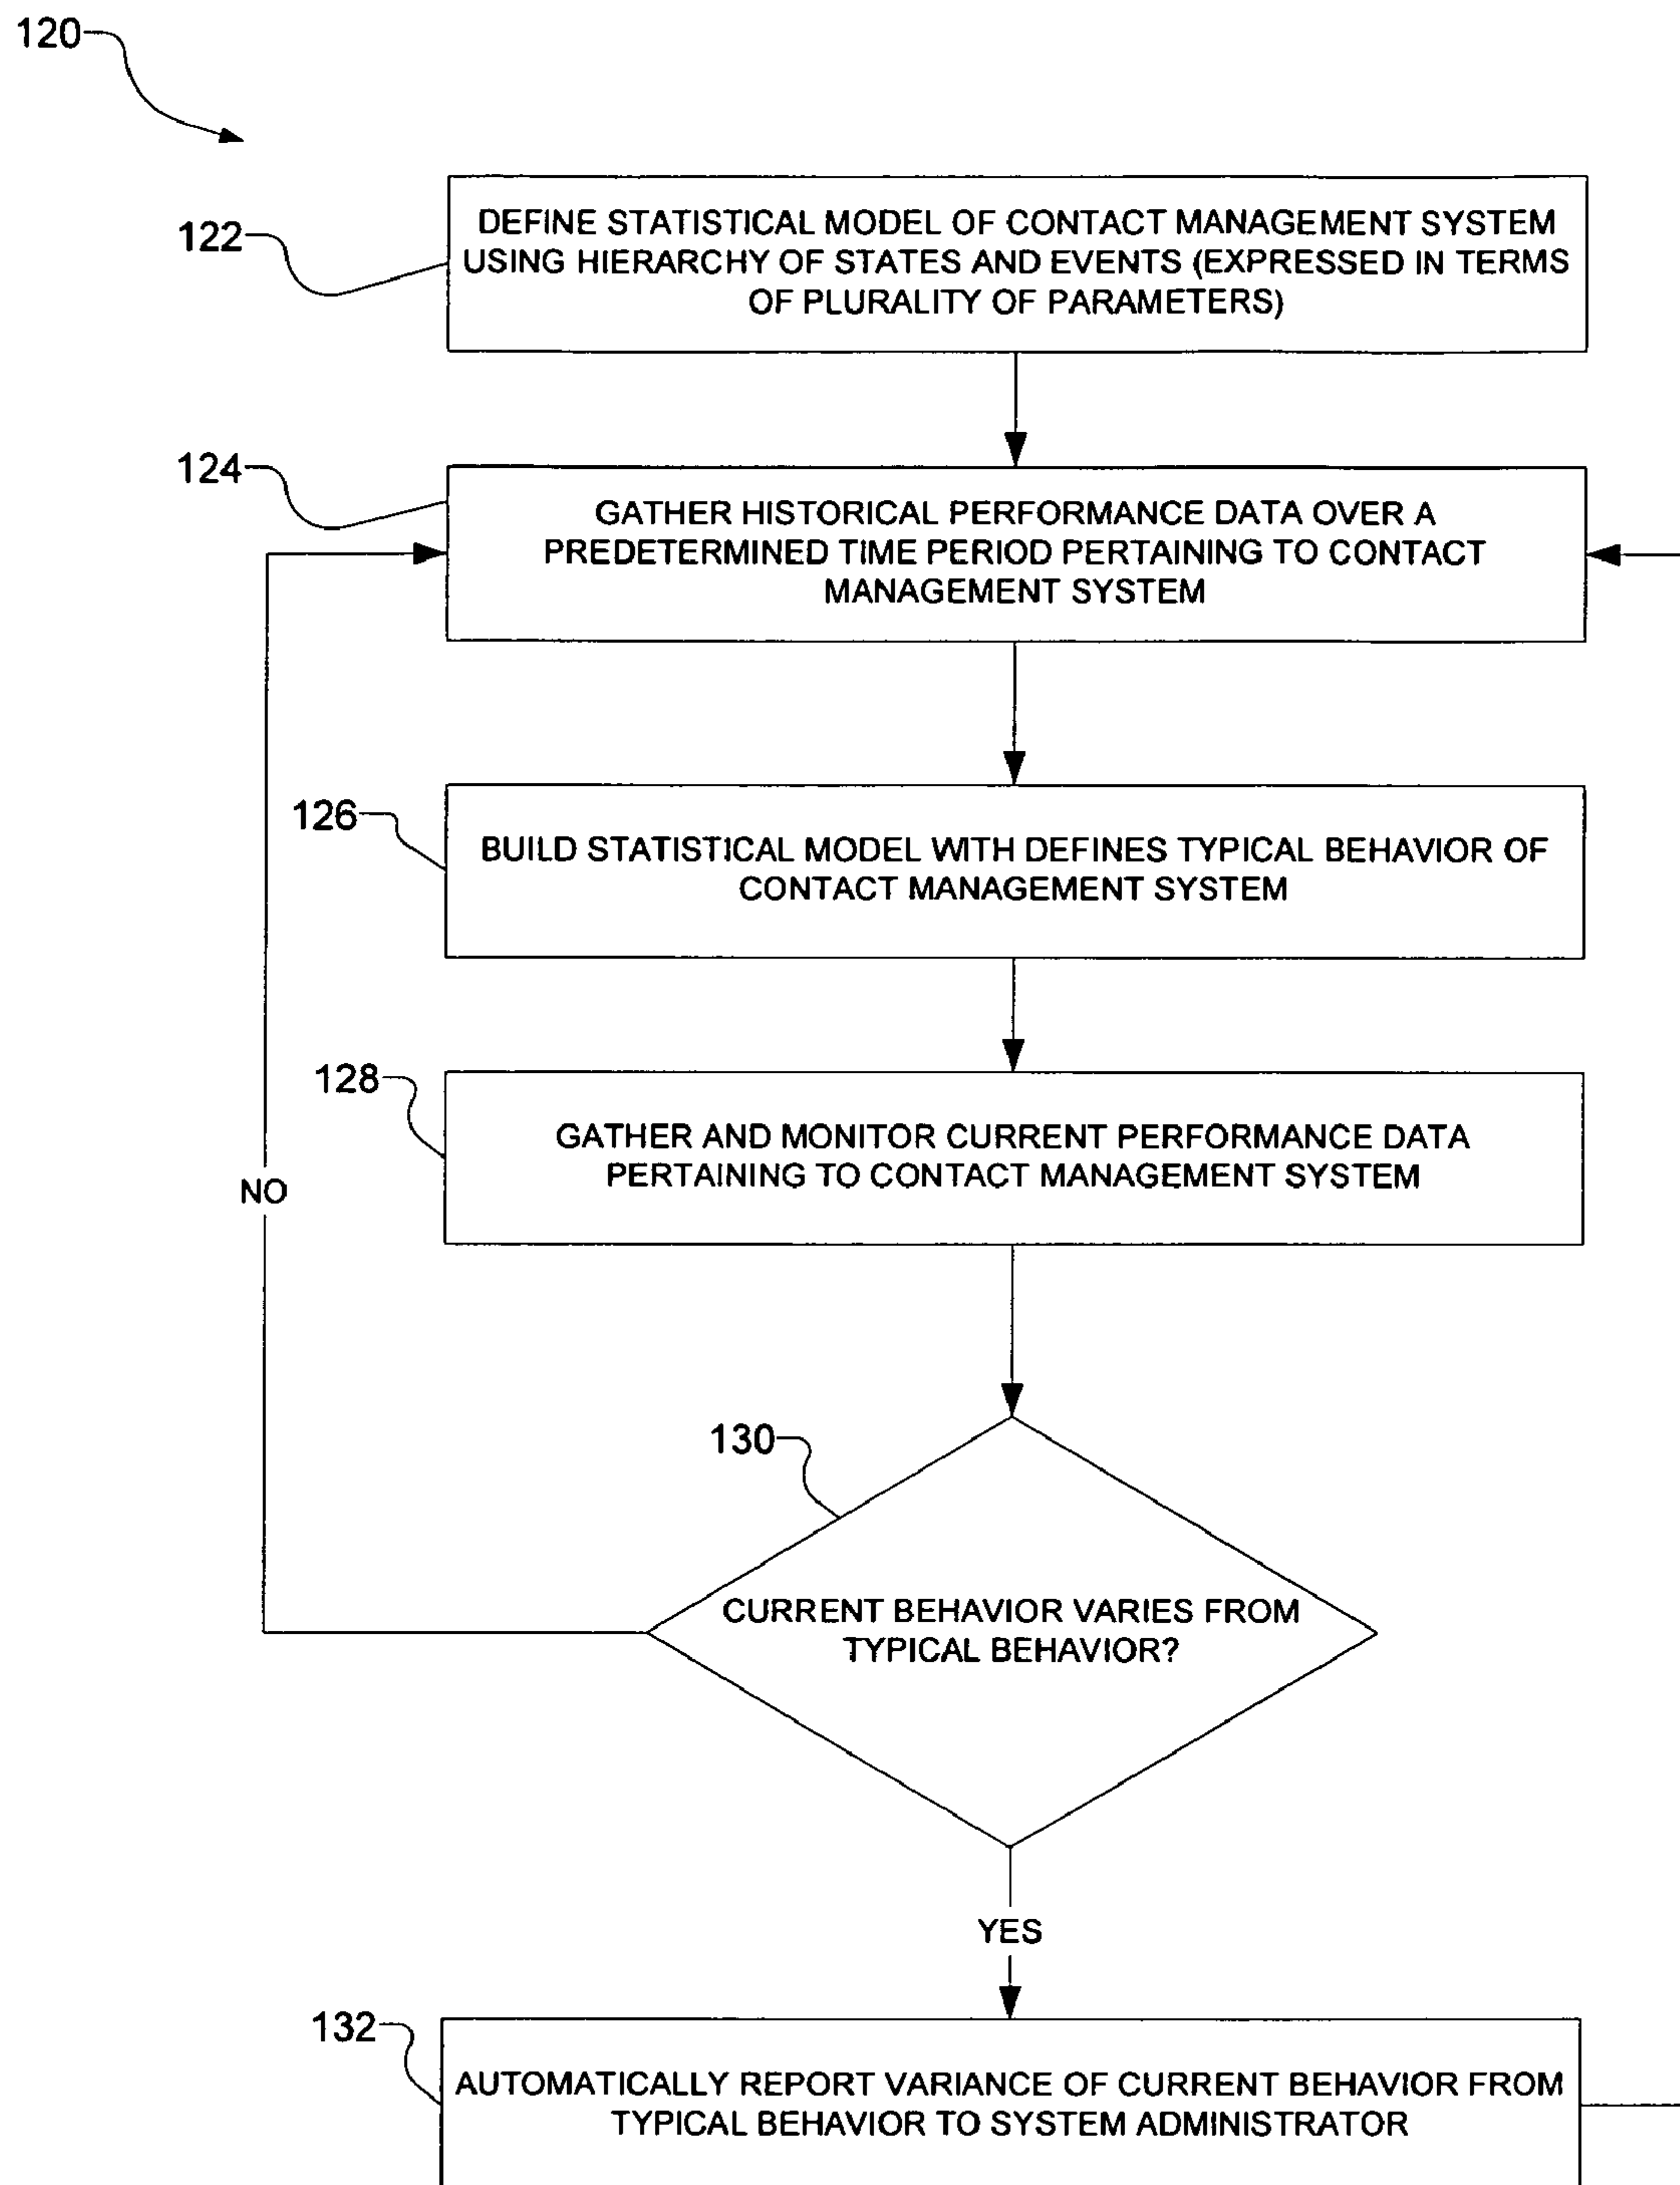 120
122
DEFINE STATISTICAL MODEL OF CONTACT MANAGEMENT SYSTEM
USING HIERARCHY OF STATES AND EVENTS (EXPRESSED IN TERMS
OF PLURALITY OF PARAMETERS)
124
GATHER HISTORICAL PERFORMANCE DATA OVER A
PREDETERMINED TIME PERIOD PERTAINING TO CONTACT
MANAGEMENT SYSTEM
126
BUILD STATISTICAL MODEL WITH DEFINES TYPICAL BEHAVIOR OF
CONTACT MANAGEMENT SYSTEM
128
GATHER AND MONITOR CURRENT PERFORMANCE DATA
PERTAINING TO CONTACT MANAGEMENT SYSTEM
NO
130
CURRENT BEHAVIOR VARIES FROM
TYPICAL BEHAVIOR?
YES
132
AUTOMATICALLY REPORT VARIANCE OF CURRENT BEHAVIOR FROM
TYPICAL BEHAVIOR TO SYSTEM ADMINISTRATOR